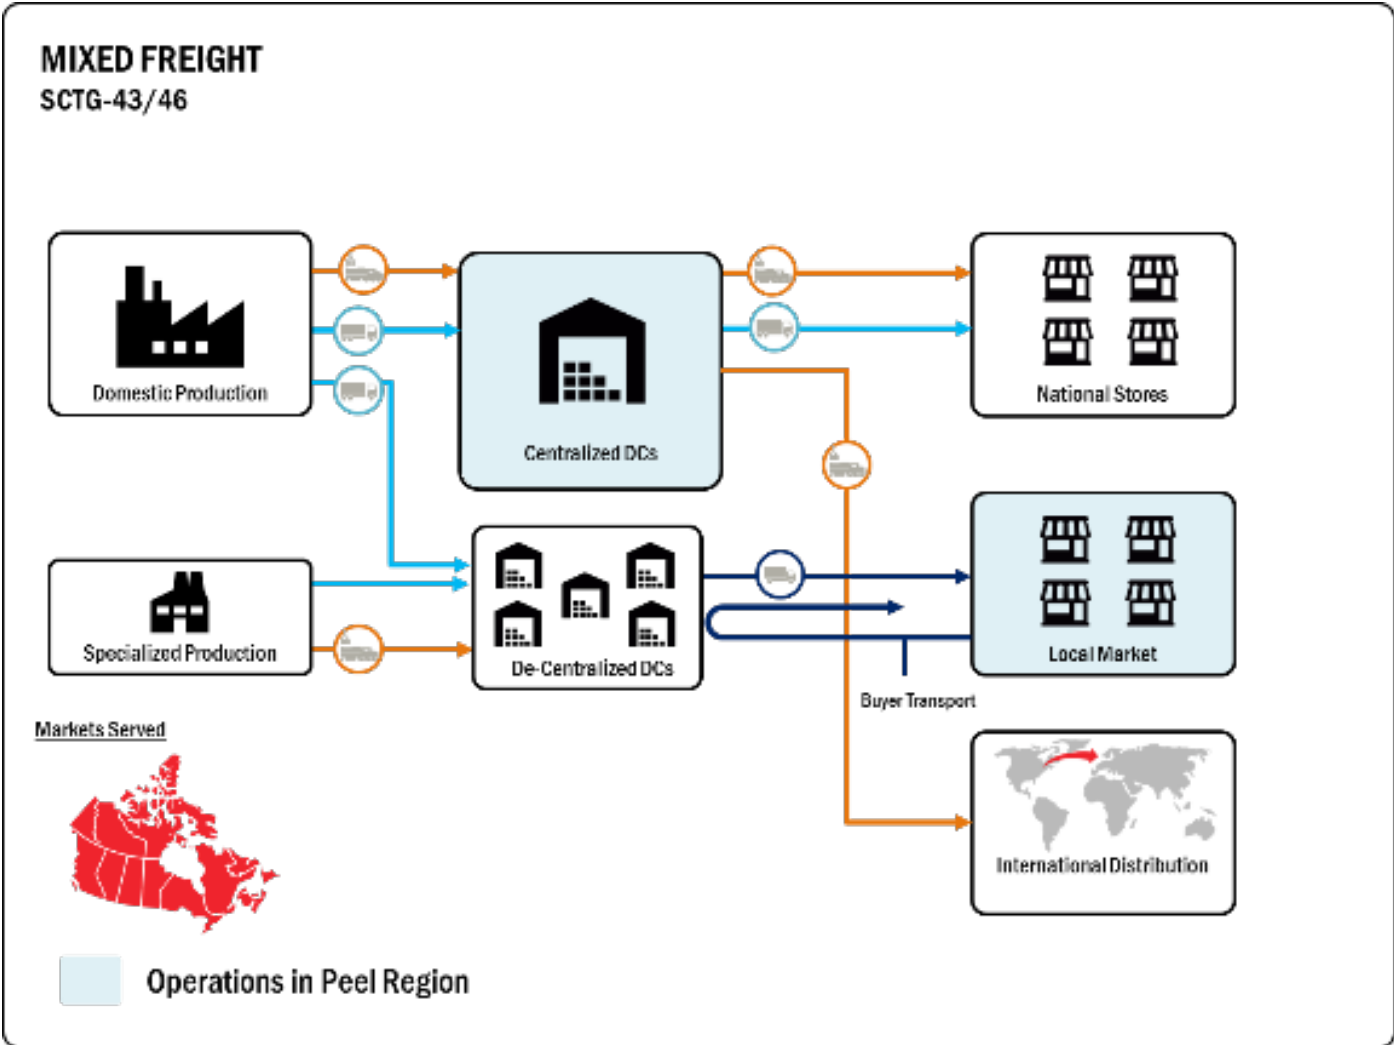 MIXED FREIGHT
SCTG-43/46
Domestic Production
Centralized DCs
National Stores
Specialized Production
De-Centralized DCs
Local Market
Buyer Transport
Markets Served
International Distribution
Operations in Peel Region